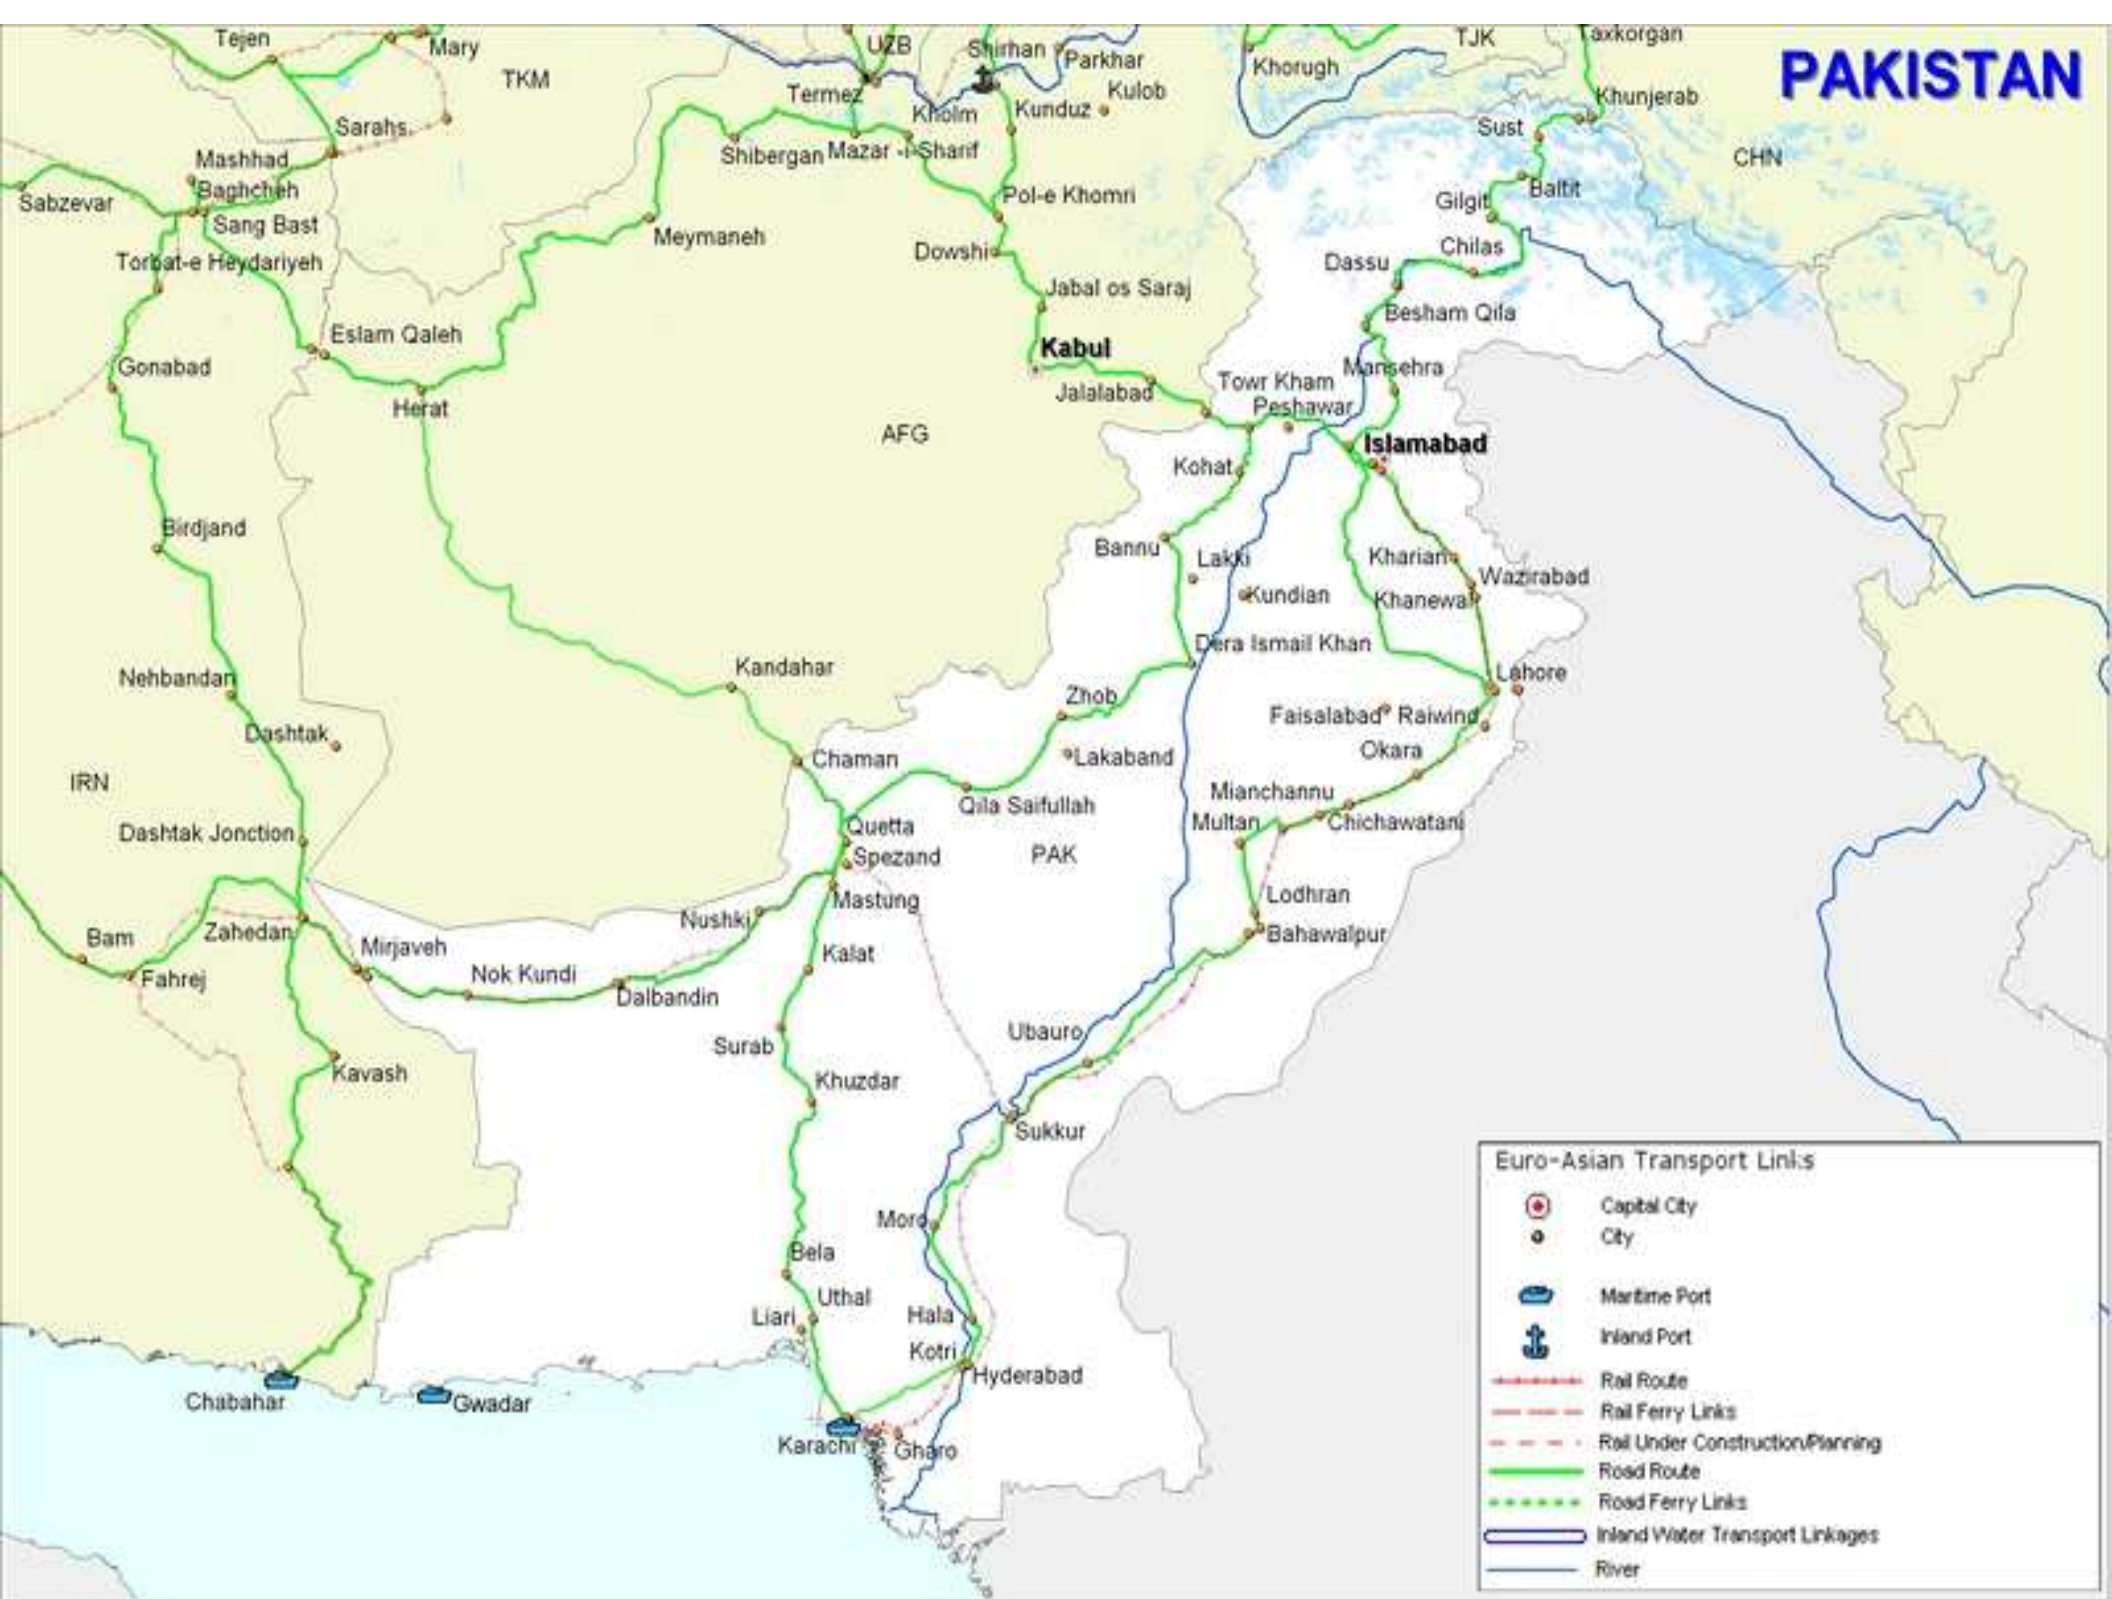 PAKISTAN
Tejen
Mary
UZB
Shirhan
Parkhar
TJK
Taxkorgan
TKM
Khorugh
Termez
Kulob
Kholm
Kunduz
Khunjerab
Sarahs
Sust
Mashhad
Shibergan
Mazar -i-Sharif
CHN
Baghcheh
Baltit
Sabzevar
Pol-e Khomri
Gilgit
Sang Bast
Meymaneh
Dowshi
Chilas
Torbat-e Heydariyeh
Dassu
Jabal os Saraj
Besham Qila
Eslam Qaleh
Kabul
Gonabad
Mansehra
Towr Kham
Jalalabad
Herat
Peshawar
AFG
Islamabad
Kohat
Birdjand
Bannu
Lakki
Kharian
Wazirabad
Kundian
Khanewal
Dera Ismail Khan
Kandahar
Lahore
Nehbandan
Zhob
Faisalabad
Raiwind
Dashtak
Okara
Chaman
Lakaband
IRN
Mianchannu
Qila Saifullah
Dashtak Jonction
Quetta
Multan
Chichawatani
Spezand
PAK
Lodhran
Mastung
Nushki
Zahedan
Bahawalpur
Bam
Mirjaveh
Kalat
Fahrej
Nok Kundi
Dalbandin
Ubauro
Surab
Kavash
Khuzdar
Sukkur
Moro
Bela
Uthal
Liari
Hala
Kotri
Hyderabad
Chabahar
Gwadar
Karachi
Gharo
Euro-Asian Transport Links
Capital City
City
Maritime Port
Inland Port
Rail Route
Rail Ferry Links
Rail Under Construction/Planning
Road Route
Road Ferry Links
Inland Water Transport Linkages
River